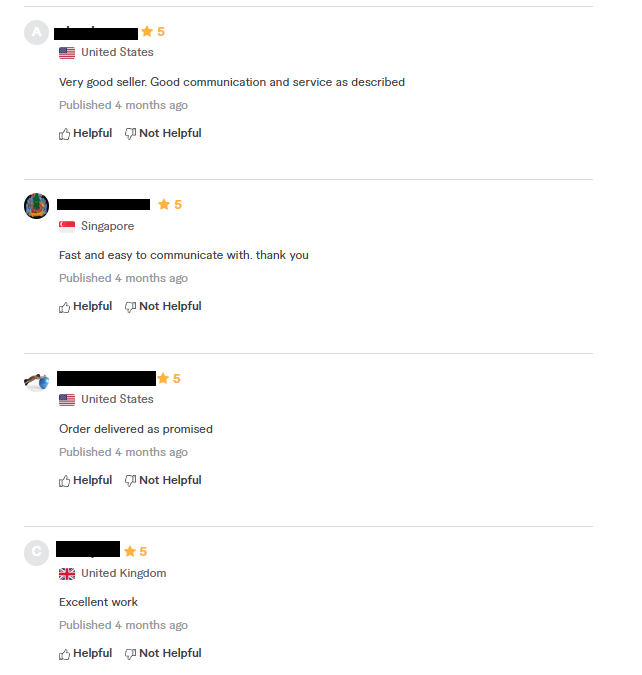 A
5
United States
Very good seller. Good communication and service as described
Published 4 months ago
Helpful Not Helpful
5
Singapore
Fast and easy to communicate with. thank you
Published 4 months ago
Helpful Not Helpful
5
United States
Order delivered as promised
Published 4 months ago
Helpful Not Helpful
C
5
United Kingdom
Excellent work
Published 4 months ago
Helpful Not Helpful